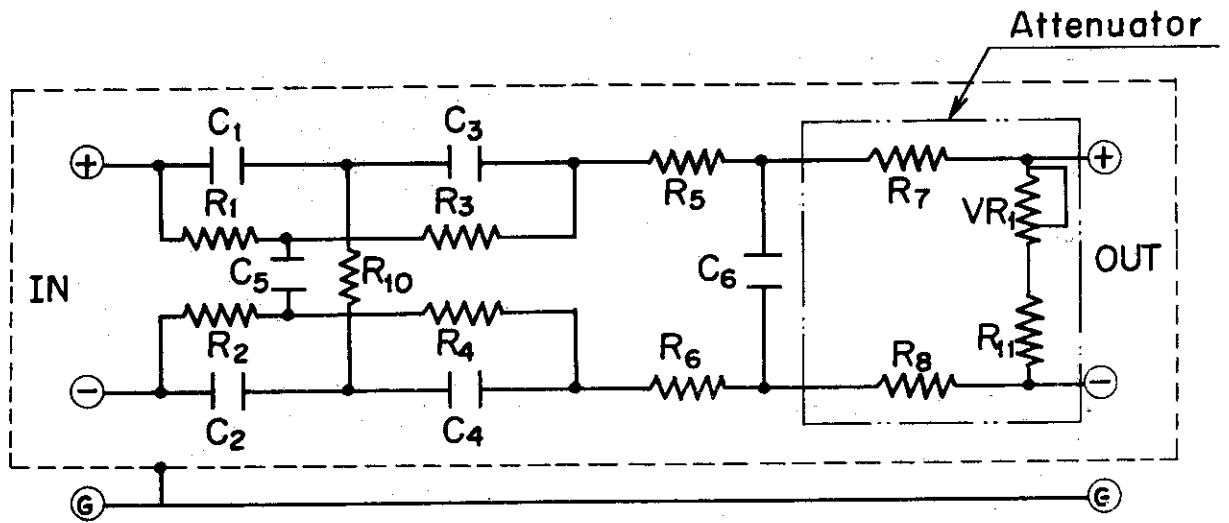 Attenuator
C1
C3
+
+
R1
R3
R5
R7
VR1
IN
C5
R10
C6
OUT
R2
R4
R6
R8
R11
−
−
C2
C4
G
G